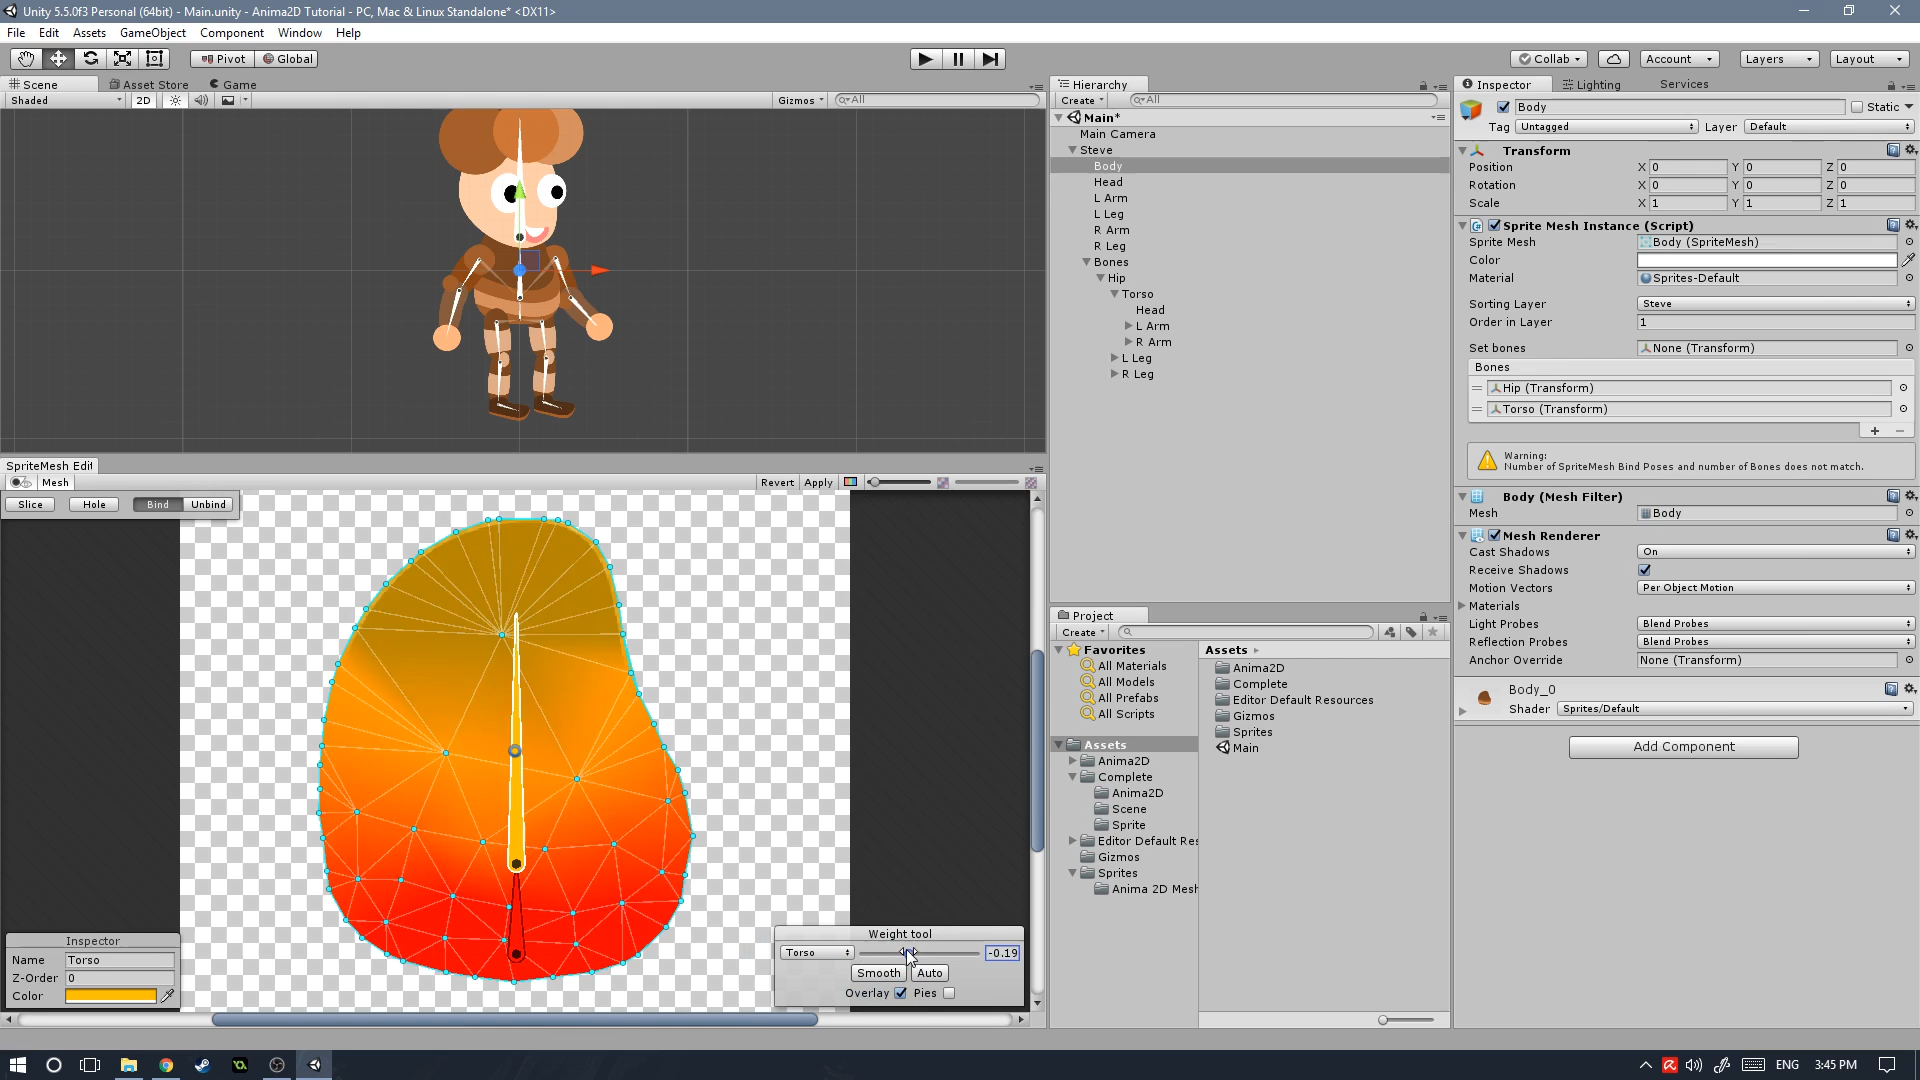 Unity 5.5.0f3 Personal (64bit) - Main.unity - Anima2D Tutorial - PC, Mac & Linux Standalone* <DX11>
File Edit Assets GameObject Component Window Help
Pivot Global Collab Account Layers Layout
Scene Asset Store Game
Shaded 2D Gizmos All
SpriteMesh Edit
Mesh Revert Apply
Slice Hole Bind Unbind
Inspector
Name Torso
Z-Order 0
Color
Weight tool
Torso -0.19
Smooth Auto
Overlay Pies
Hierarchy
Create All
Main*
Main Camera
Steve
Body
Head
L Arm
L Leg
R Arm
R Leg
Bones
Hip
Torso
Head
L Arm
R Arm
L Leg
R Leg
Project
Create
Favorites
All Materials
All Models
All Prefabs
All Scripts
Assets
Anima2D
Complete
Anima2D
Scene
Sprite
Editor Default Res
Gizmos
Sprites
Anima 2D Mesh
Assets
Anima2D
Complete
Editor Default Resources
Gizmos
Sprites
Main
Inspector Lighting Services
Body Static
Tag Untagged Layer Default
Transform
Position X 0 Y 0 Z 0
Rotation X 0 Y 0 Z 0
Scale X 1 Y 1 Z 1
Sprite Mesh Instance (Script)
Sprite Mesh Body (SpriteMesh)
Color
Material Sprites-Default
Sorting Layer Steve
Order in Layer 1
Set bones None (Transform)
Bones
Hip (Transform)
Torso (Transform)
Warning:
Number of SpriteMesh Bind Poses and number of Bones does not match.
Body (Mesh Filter)
Mesh Body
Mesh Renderer
Cast Shadows On
Receive Shadows
Motion Vectors Per Object Motion
Materials
Light Probes Blend Probes
Reflection Probes Blend Probes
Anchor Override None (Transform)
Body_0
Shader Sprites/Default
Add Component
ENG 3:45 PM